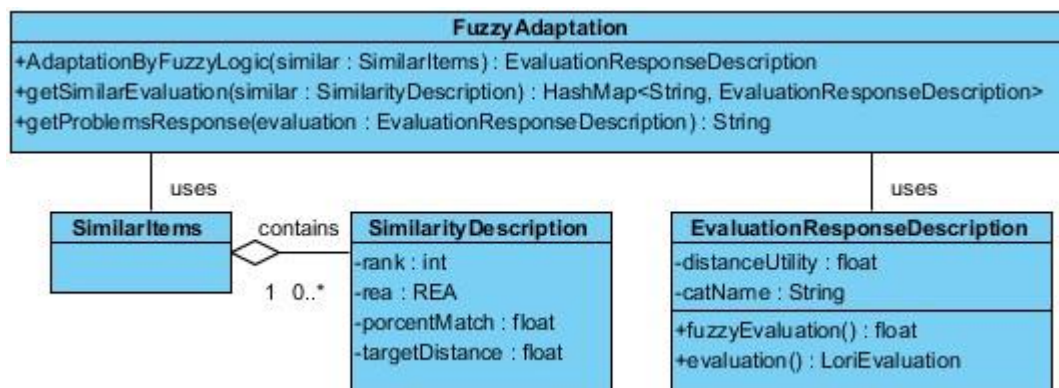 FuzzyAdaptation
+AdaptationByFuzzyLogic(similar : SimilarItems) : EvaluationResponseDescription
+getSimilarEvaluation(similar : SimilarityDescription) : HashMap<String, EvaluationResponseDescription>
+getProblemsResponse(evaluation : EvaluationResponseDescription) : String
uses
uses
SimilarItems
contains
1 0..*
SimilarityDescription
-rank : int
-rea : REA
-porcentMatch : float
-targetDistance : float
EvaluationResponseDescription
-distanceUtility : float
-catName : String
+fuzzyEvaluation() : float
+evaluation() : LoriEvaluation